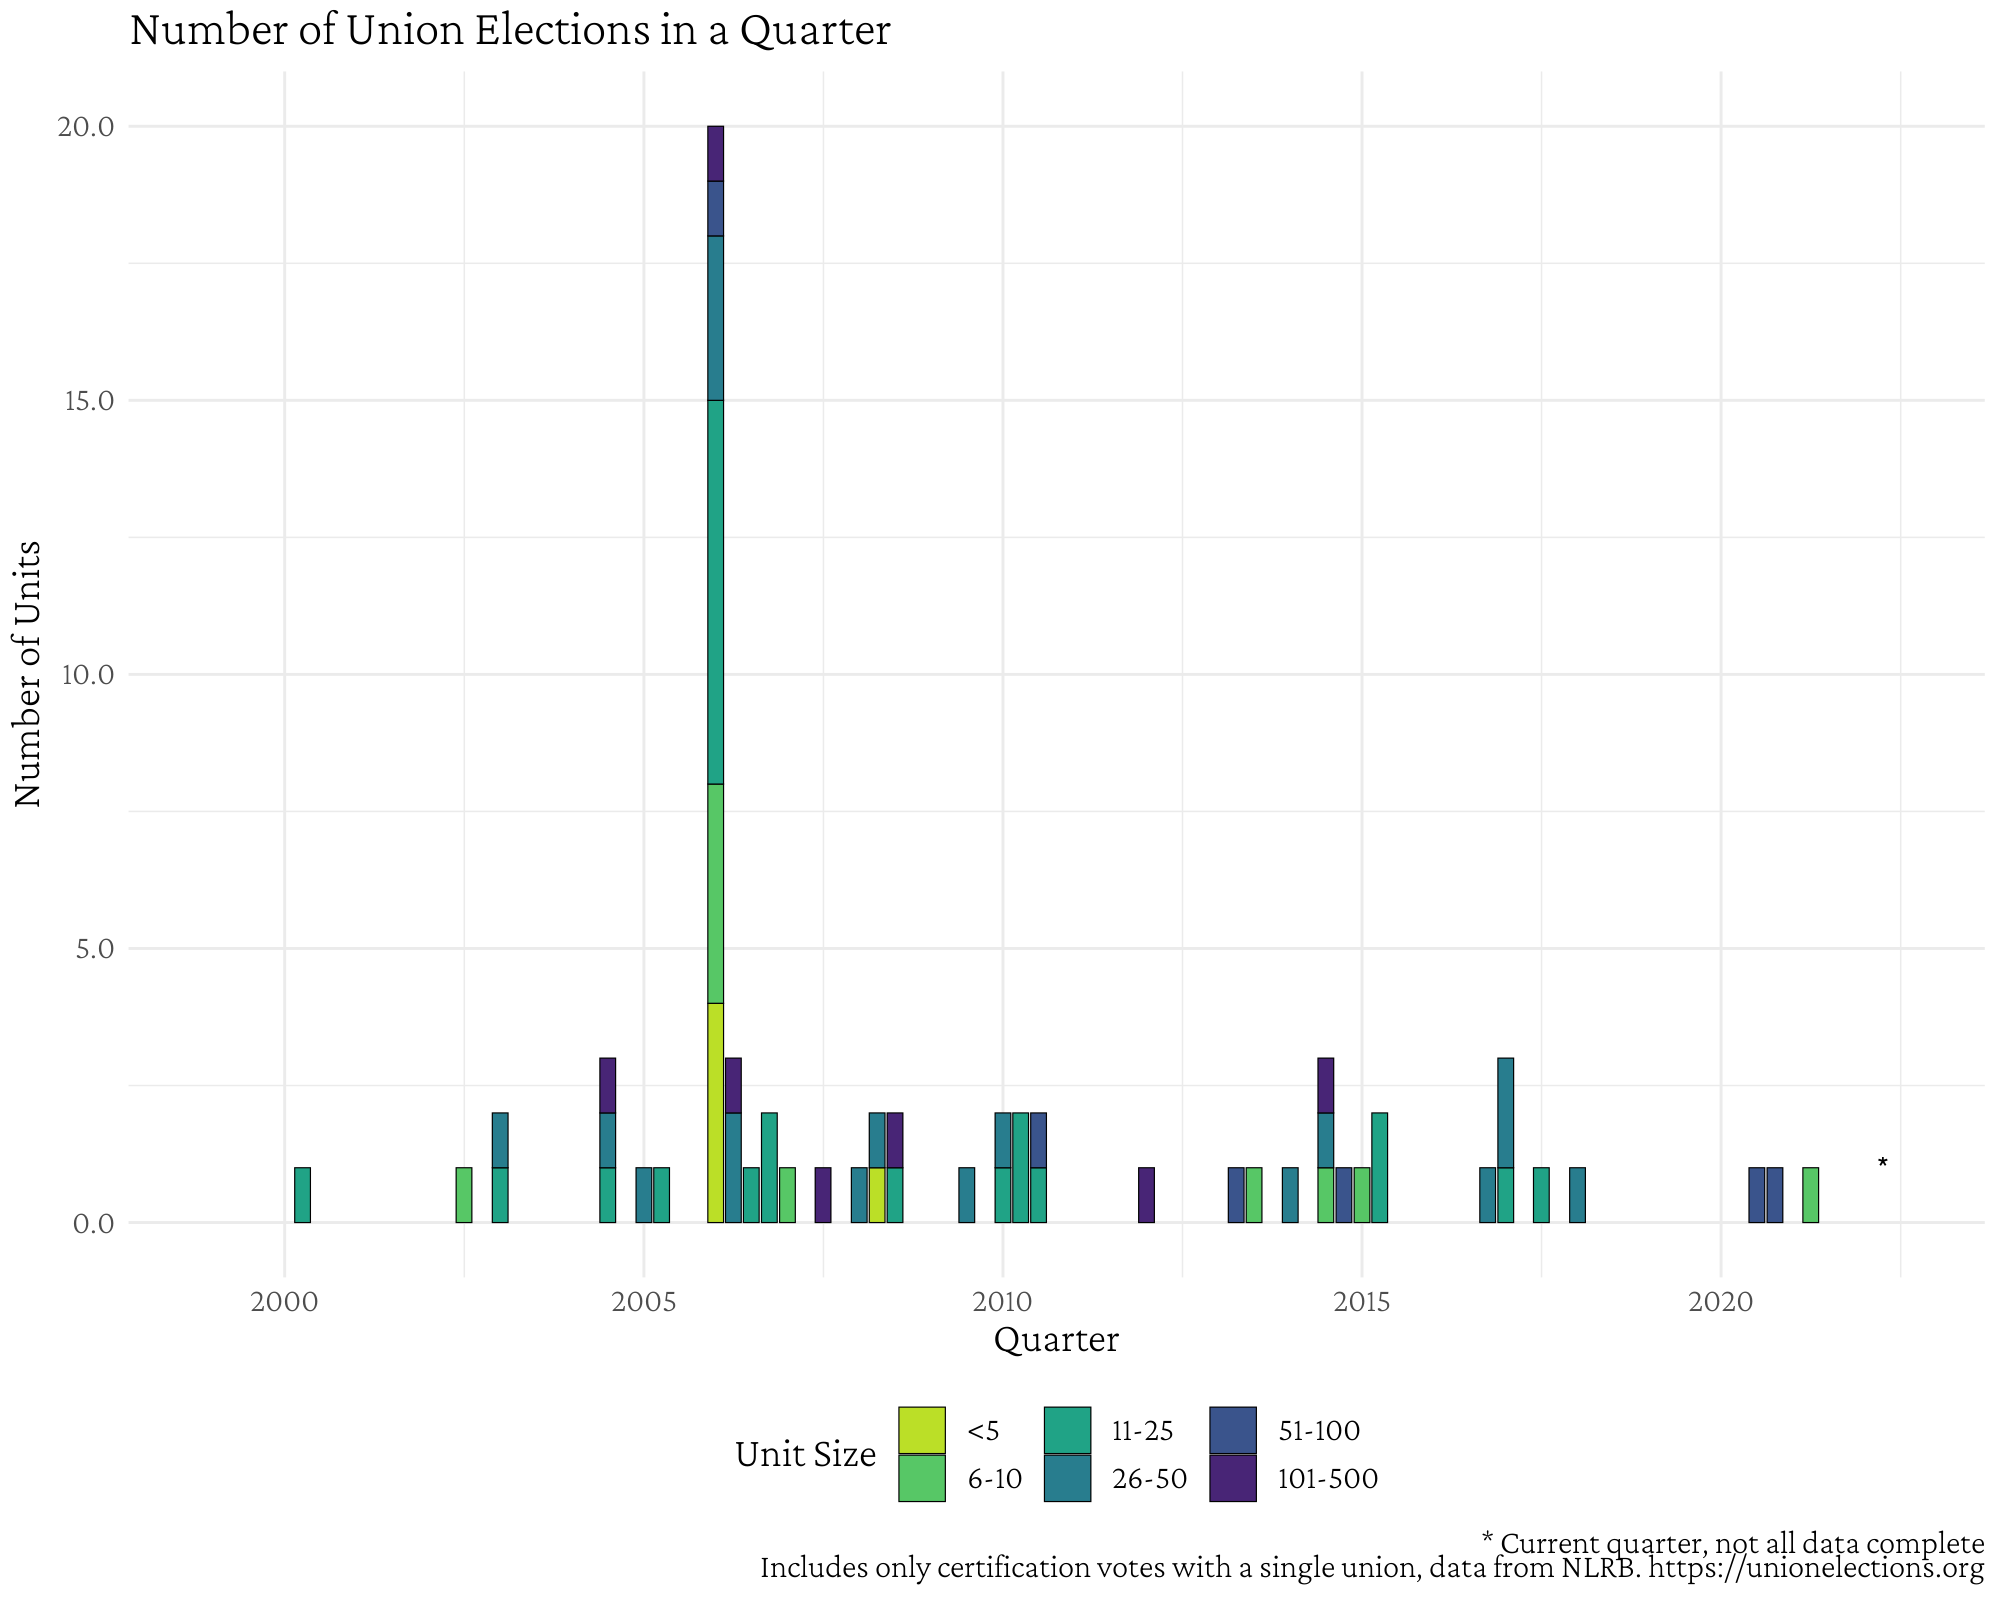 Number of Union Elections in a Quarter
Number of Units
20.0
15.0
10.0
5.0
0.0
*
2000 2005 2010 2015 2020
Quarter
Unit Size
<5 11-25 51-100
6-10 26-50 101-500
* Current quarter, not all data complete
Includes only certification votes with a single union, data from NLRB. https://unionelections.org